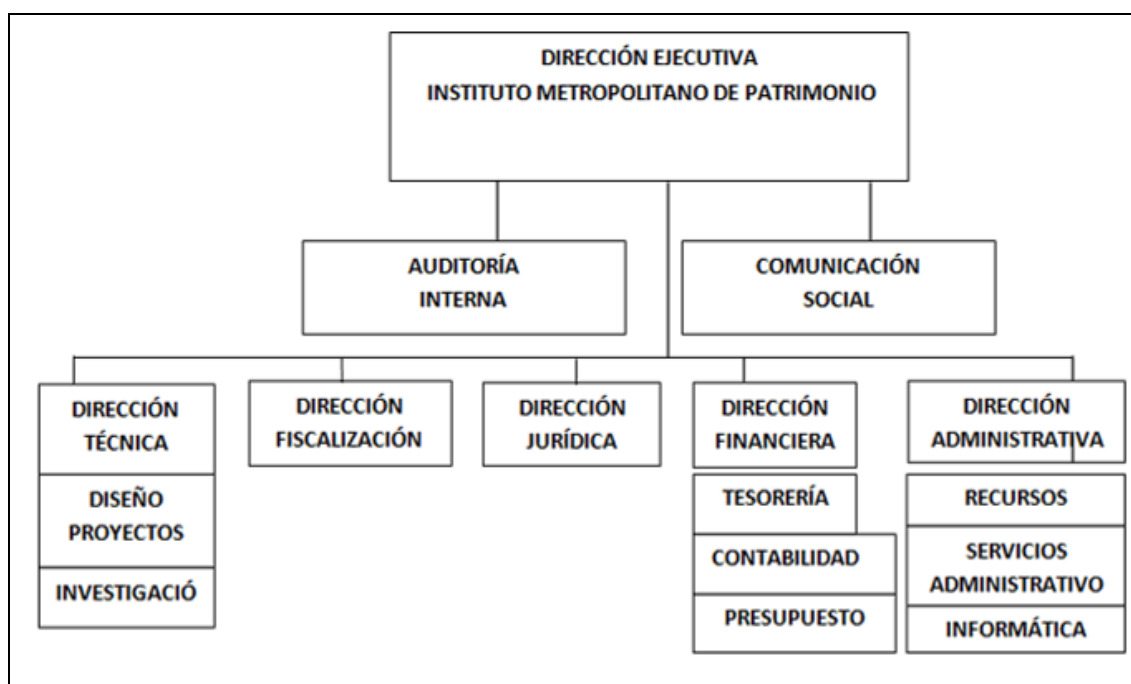 DIRECCIÓN EJECUTIVA
INSTITUTO METROPOLITANO DE PATRIMONIO
AUDITORÍA
INTERNA
COMUNICACIÓN
SOCIAL
DIRECCIÓN
TÉCNICA
DISEÑO
PROYECTOS
INVESTIGACIÓ
DIRECCIÓN
FISCALIZACIÓN
DIRECCIÓN
JURÍDICA
DIRECCIÓN
FINANCIERA
TESORERÍA
CONTABILIDAD
PRESUPUESTO
DIRECCIÓN
ADMINISTRATIVA
RECURSOS
SERVICIOS
ADMINISTRATIVO
INFORMÁTICA